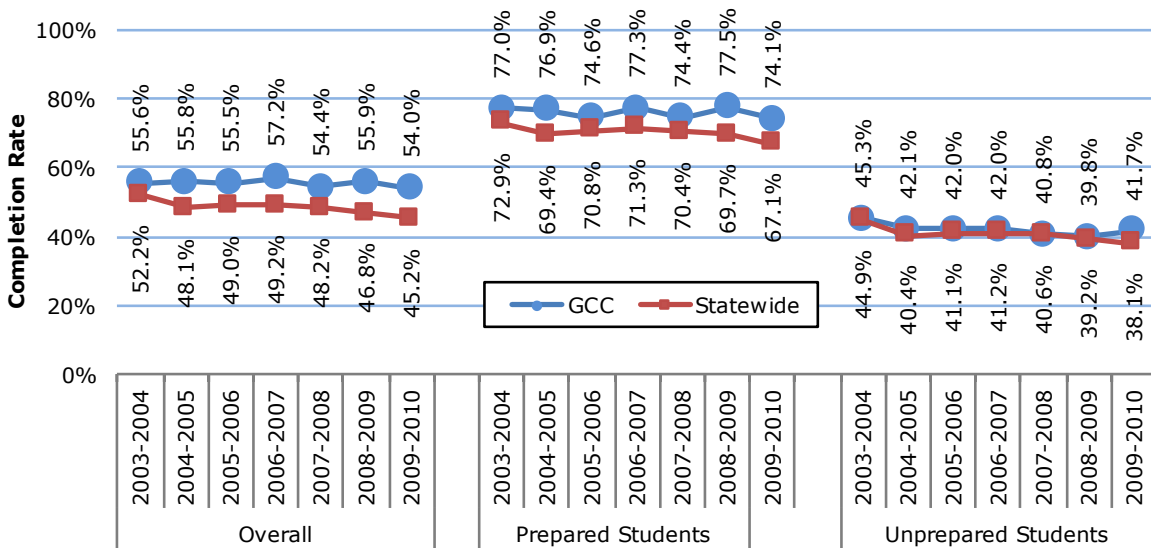 Completion Rate
100%
80%
60%
40%
20%
0%
55.6% 55.8% 55.5% 57.2% 54.4% 55.9% 54.0%
52.2% 48.1% 49.0% 49.2% 48.2% 46.8% 45.2%
77.0% 76.9% 74.6% 77.3% 74.4% 77.5% 74.1%
72.9% 69.4% 70.8% 71.3% 70.4% 69.7% 67.1%
45.3% 42.1% 42.0% 42.0% 40.8% 39.8% 41.7%
44.9% 40.4% 41.1% 41.2% 40.6% 39.2% 38.1%
GCC Statewide
2003-2004 2004-2005 2005-2006 2006-2007 2007-2008 2008-2009 2009-2010
2003-2004 2004-2005 2005-2006 2006-2007 2007-2008 2008-2009 2009-2010
2003-2004 2004-2005 2005-2006 2006-2007 2007-2008 2008-2009 2009-2010
Overall Prepared Students Unprepared Students